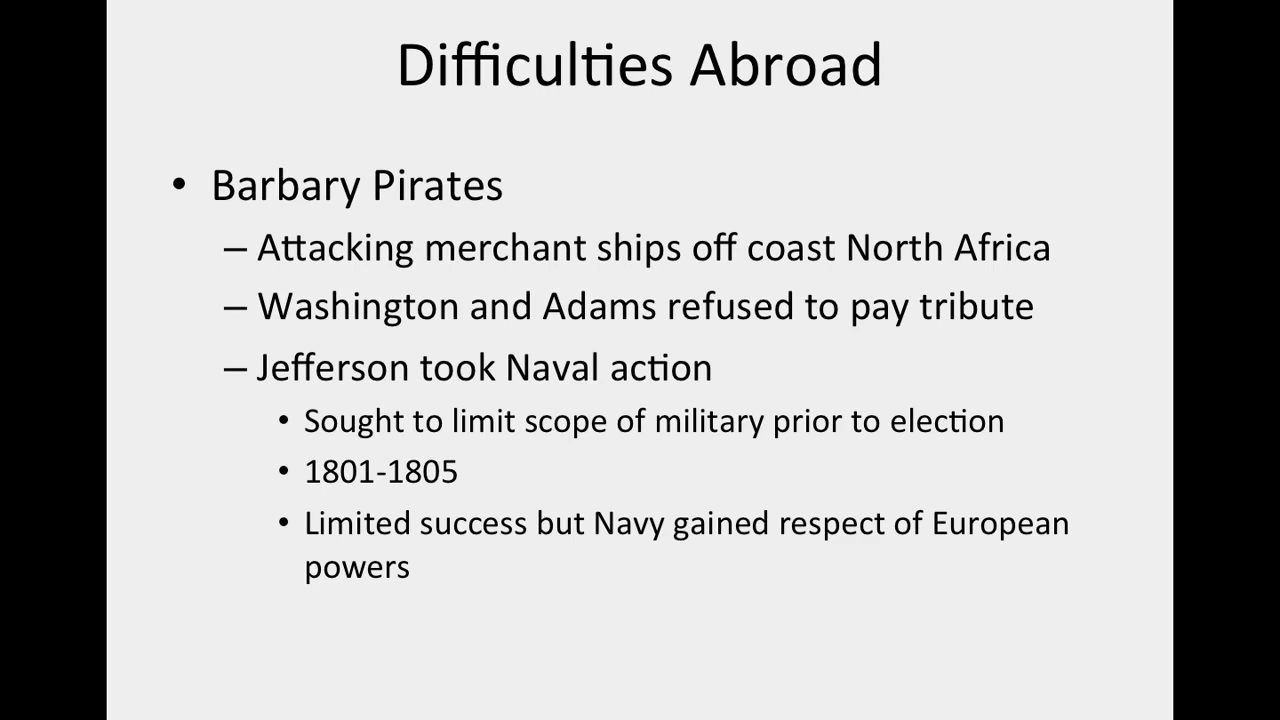 Difficulties Abroad
• Barbary Pirates
– Attacking merchant ships off coast North Africa
– Washington and Adams refused to pay tribute
– Jefferson took Naval action
• Sought to limit scope of military prior to election
• 1801-1805
• Limited success but Navy gained respect of European
powers